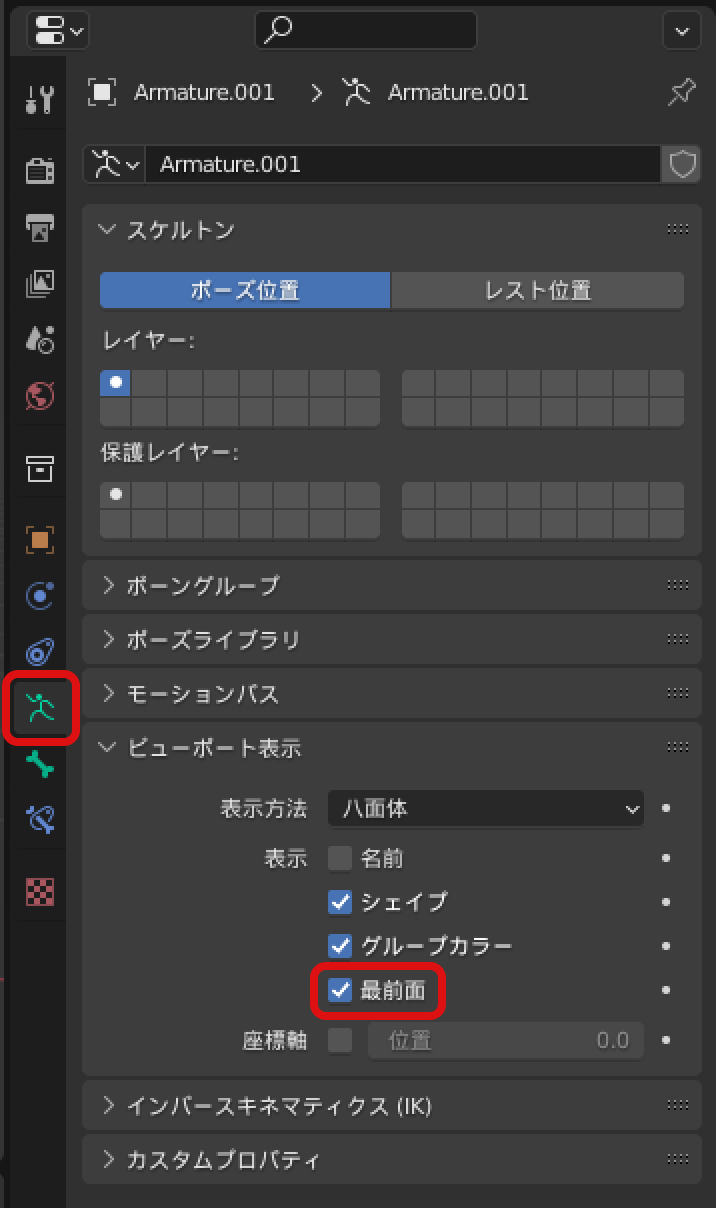 Armature.001 > Armature.001
Armature.001
スケルトン
ポーズ位置 レスト位置
レイヤー:
保護レイヤー:
ボーングループ
ポーズライブラリ
モーションパス
ビューポート表示
表示方法 八面体
表示 名前
シェイプ
グループカラー
最前面
座標軸 位置 0.0
インバースキネマティクス (IK)
カスタムプロパティ